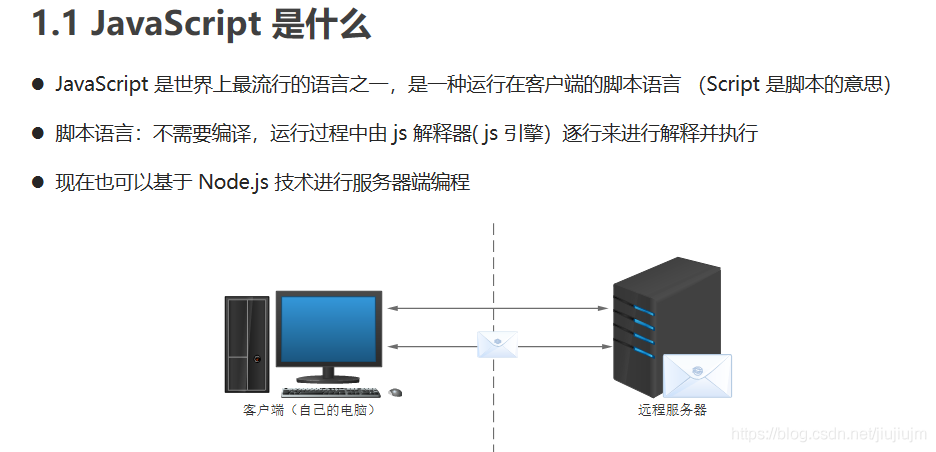 1.1 JavaScript 是什么
JavaScript 是世界上最流行的语言之一，是一种运行在客户端的脚本语言 （Script 是脚本的意思）
脚本语言：不需要编译，运行过程中由 js 解释器( js 引擎）逐行来进行解释并执行
现在也可以基于 Node.js 技术进行服务器端编程
客户端（自己的电脑）
远程服务器
https://blog.csdn.net/jiujiujm